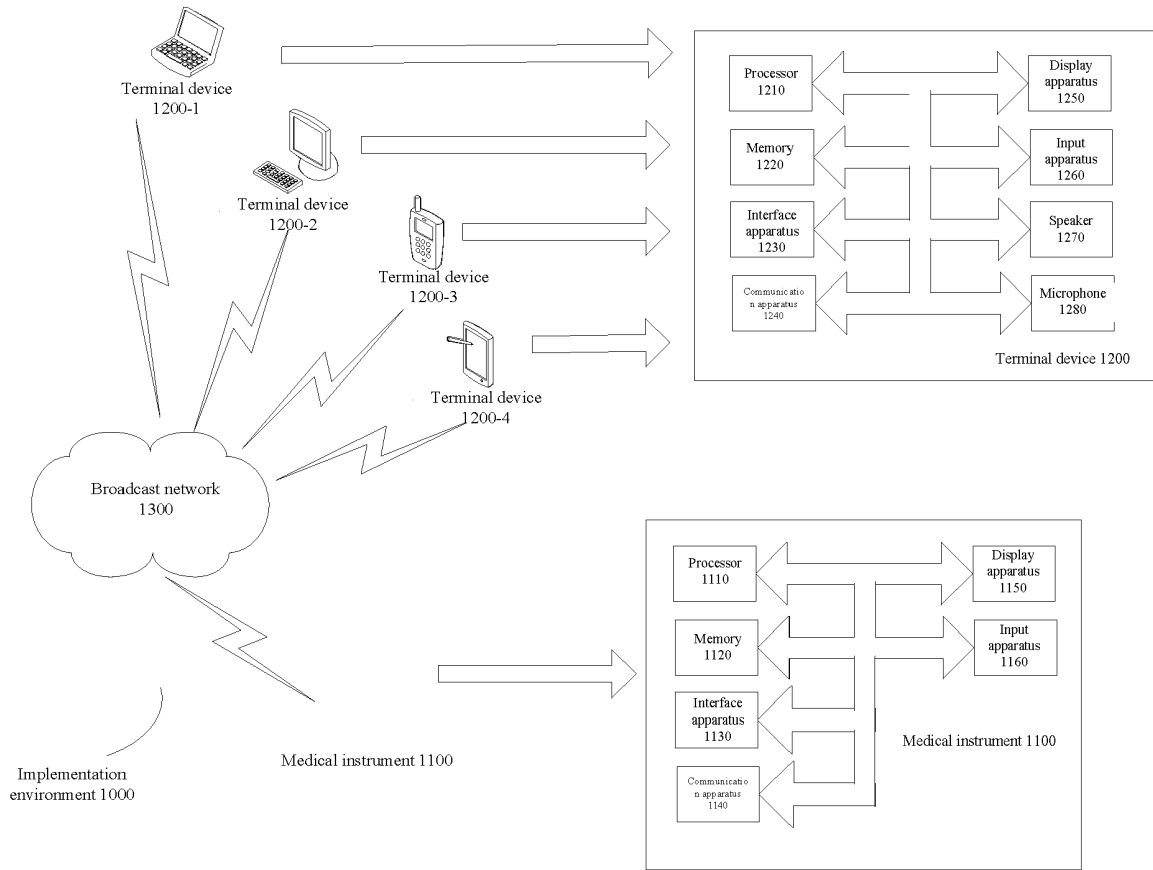 Terminal device
1200-1
Terminal device
1200-2
Terminal device
1200-3
Terminal device
1200-4
Processor
1210
Memory
1220
Interface
apparatus
1230
Communicatio
n apparatus
1240
Display
apparatus
1250
Input
apparatus
1260
Speaker
1270
Microphone
1280
Terminal device 1200
Broadcast network
1300
Implementation
environment 1000
Medical instrument 1100
Processor
1110
Memory
1120
Interface
apparatus
1130
Communicatio
n apparatus
1140
Display
apparatus
1150
Input
apparatus
1160
Medical instrument 1100